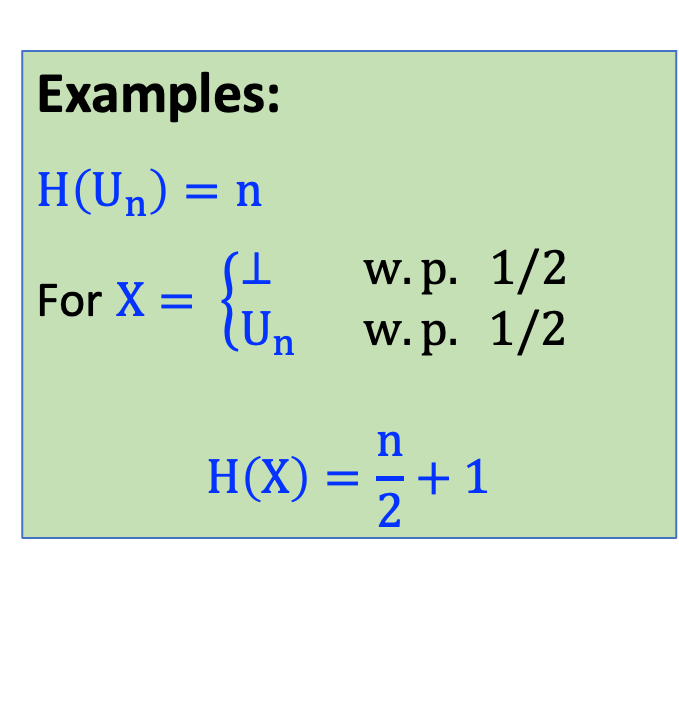 Examples:
H(Uₙ) = n
For X = { ⊥ w.p. 1/2
Uₙ w.p. 1/2
H(X) = n/2 + 1